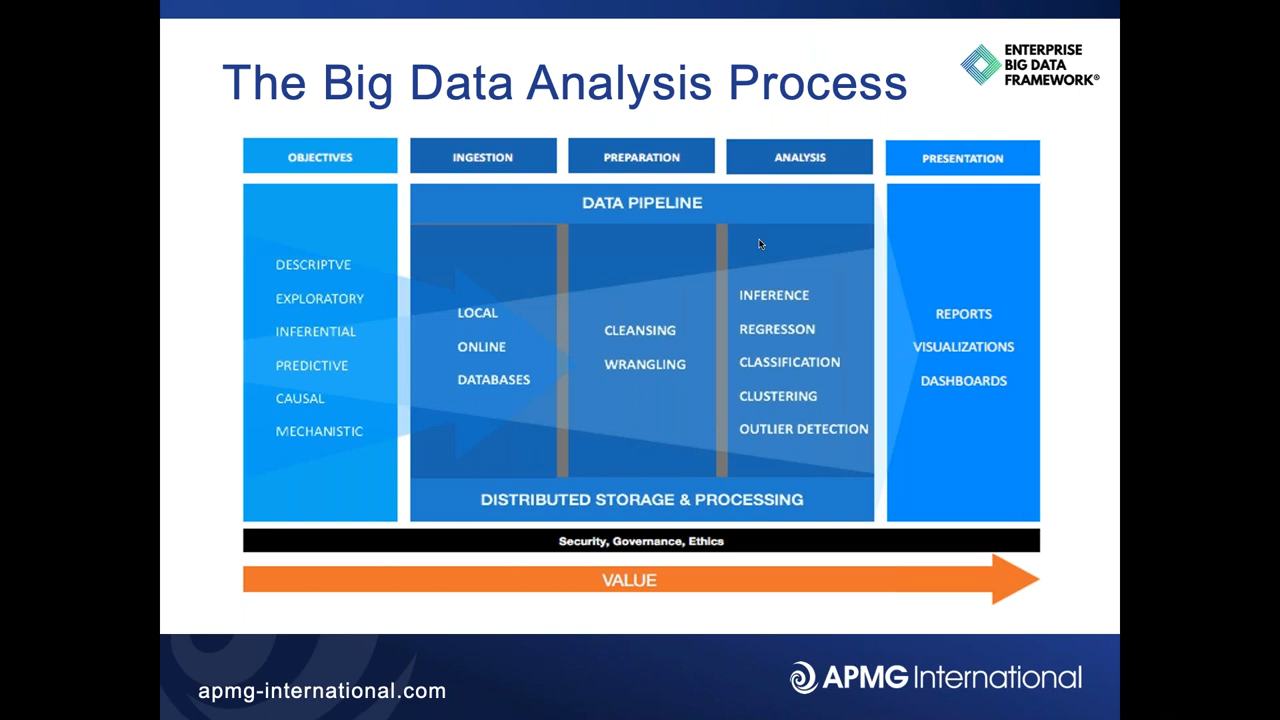 The Big Data Analysis Process
ENTERPRISE
BIG DATA
FRAMEWORK®
OBJECTIVES
INGESTION
PREPARATION
ANALYSIS
PRESENTATION
DATA PIPELINE
DESCRIPTVE
EXPLORATORY
INFERENTIAL
PREDICTIVE
CAUSAL
MECHANISTIC
LOCAL
ONLINE
DATABASES
CLEANSING
WRANGLING
INFERENCE
REGRESSON
CLASSIFICATION
CLUSTERING
OUTLIER DETECTION
REPORTS
VISUALIZATIONS
DASHBOARDS
DISTRIBUTED STORAGE & PROCESSING
Security, Governance, Ethics
VALUE
apmg-international.com
APMG International